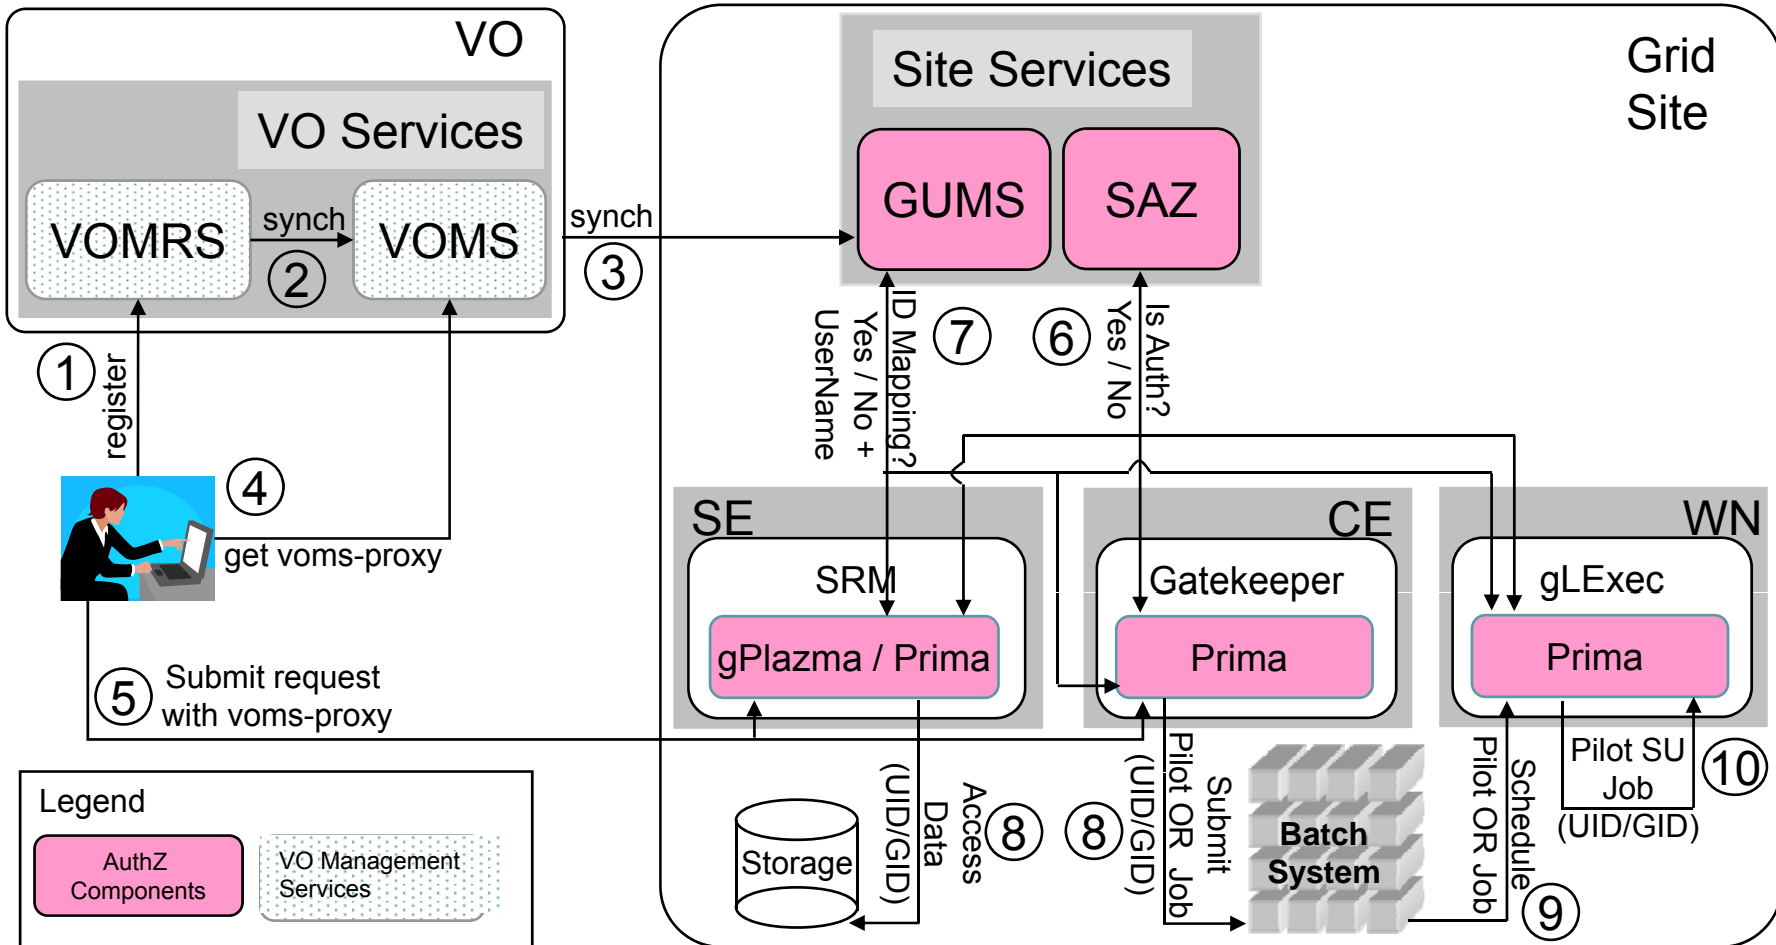 VO
VO Services
VOMRS
synch
2
VOMS
synch
3
Grid
Site
Site Services
GUMS
SAZ
1
register
4
get voms-proxy
5
Submit request
with voms-proxy
ID Mapping?
Yes / No +
UserName
7
6
Is Auth?
Yes / No
SE
SRM
gPlazma / Prima
CE
Gatekeeper
Prima
WN
gLExec
Prima
Access
Data
(UID/GID)
8
Storage
8
Submit
Pilot OR Job
(UID/GID)
Batch
System
Schedule
Pilot OR Job
9
Pilot SU
Job
(UID/GID)
10
Legend
AuthZ
Components
VO Management
Services